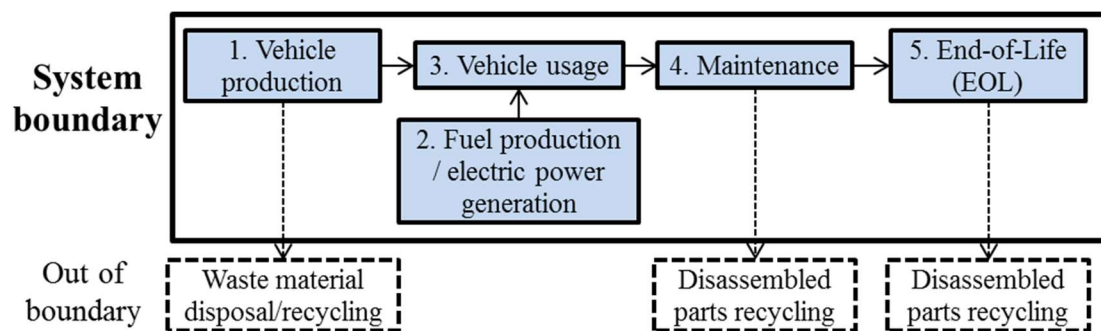 System
boundary
1. Vehicle
production
3. Vehicle usage
4. Maintenance
5. End-of-Life
(EOL)
2. Fuel production
/ electric power
generation
Out of
boundary
Waste material
disposal/recycling
Disassembled
parts recycling
Disassembled
parts recycling